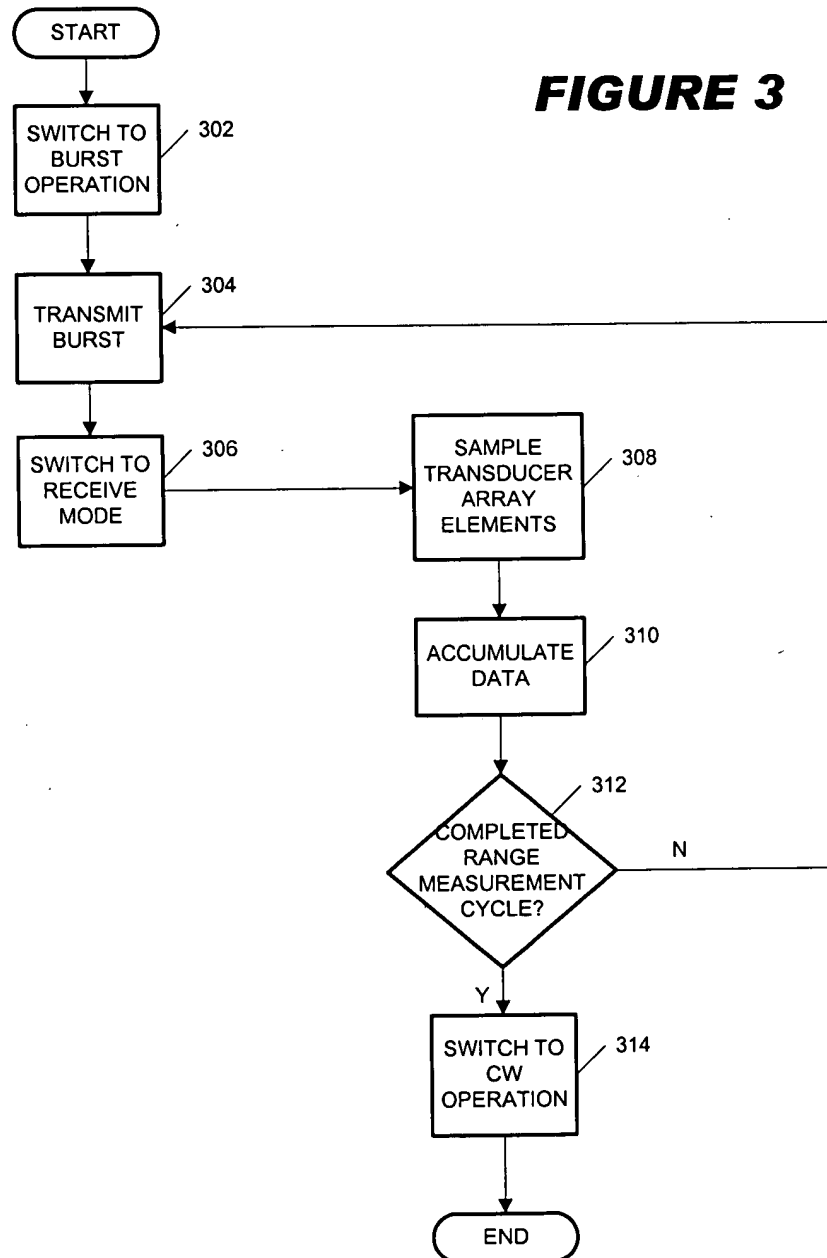 START
FIGURE 3
SWITCH TO
BURST
OPERATION
302
TRANSMIT
BURST
304
SWITCH TO
RECEIVE
MODE
306
SAMPLE
TRANSDUCER
ARRAY
ELEMENTS
308
ACCUMULATE
DATA
310
COMPLETED
RANGE
MEASUREMENT
CYCLE?
312
N
Y
SWITCH TO
CW
OPERATION
314
END